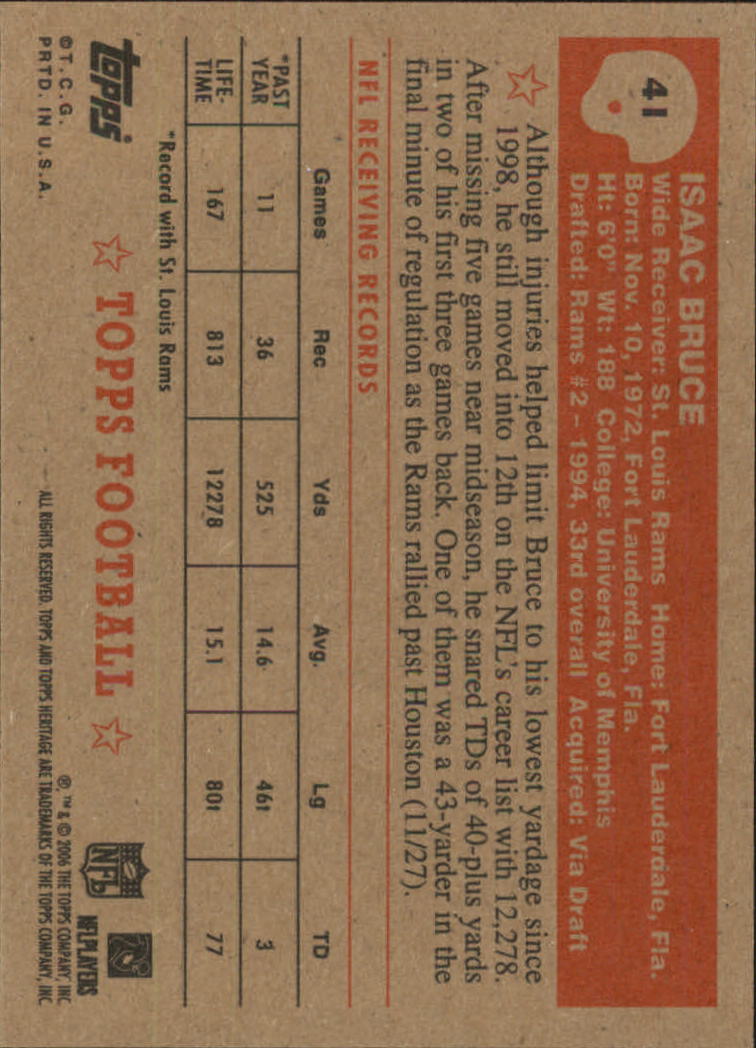 41
ISAAC BRUCE
Wide Receiver: St. Louis Rams Home: Fort Lauderdale, Fla.
Born: Nov. 10, 1972, Fort Lauderdale, Fla.
Ht: 6'0" Wt: 188 College: University of Memphis
Drafted: Rams #2 - 1994, 33rd overall Acquired: Via Draft
Although injuries helped limit Bruce to his lowest yardage since
1998, he still moved into 12th on the NFL's career list with 12,278.
After missing five games near midseason, he snared TDs of 40-plus yards
in two of his first three games back. One of them was a 43-yarder in the
final minute of regulation as the Rams rallied past Houston (11/27).
NFL RECEIVING RECORDS
Games Rec Yds Avg. Lg TD
*PAST YEAR 11 36 525 14.6 46t 3
LIFE-TIME 167 813 12278 15.1 80t 77
*Record with St. Louis Rams
topps®
TOPPS FOOTBALL
NFL
NFLPLAYERS
©T.C.G.
PRTD. IN U.S.A.
®, ™ & © 2006 THE TOPPS COMPANY, INC
ALL RIGHTS RESERVED. TOPPS AND TOPPS HERITAGE ARE TRADEMARKS OF THE TOPPS COMPANY, INC